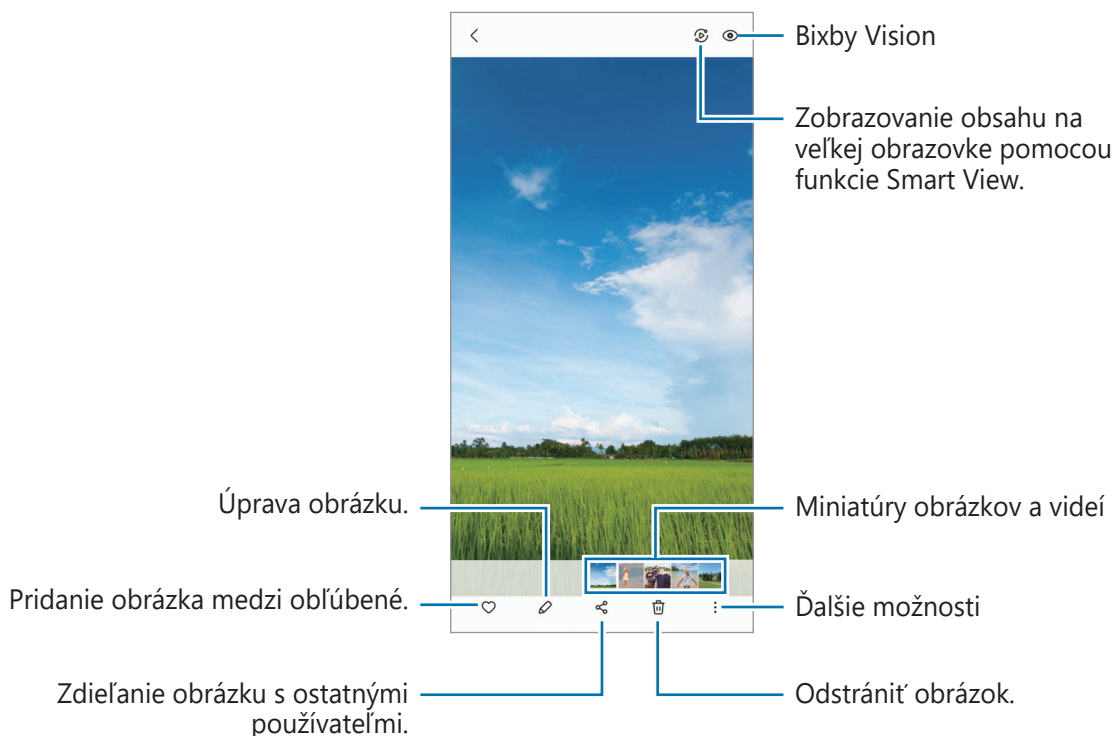 Bixby Vision
Zobrazovanie obsahu na
veľkej obrazovke pomocou
funkcie Smart View.
Úprava obrázku.
Miniatúry obrázkov a videí
Pridanie obrázka medzi obľúbené.
Ďalšie možnosti
Zdieľanie obrázku s ostatnými
používateľmi.
Odstrániť obrázok.